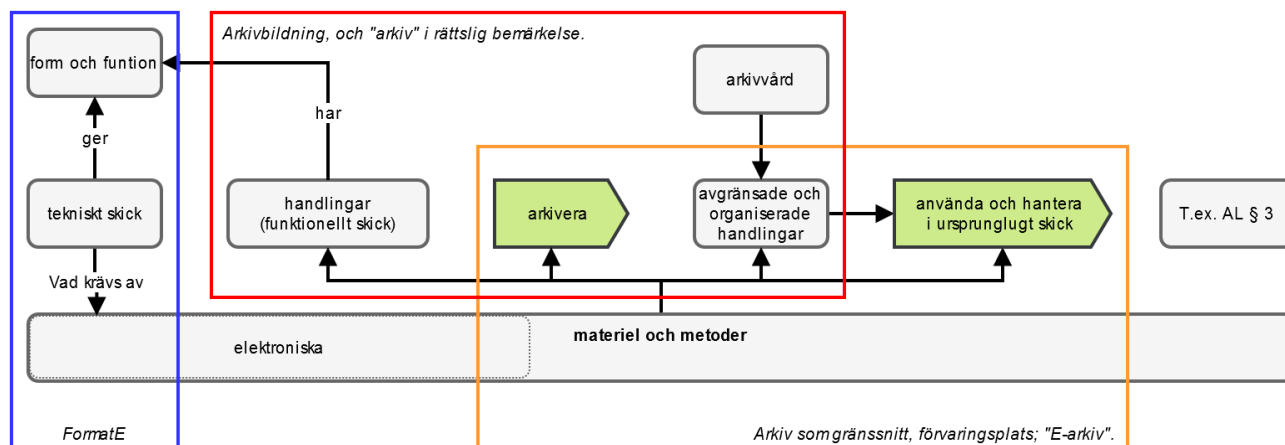 Arkivbildning, och "arkiv" i rättslig bemärkelse.
form och funtion
arkivvård
har
ger
tekniskt skick
handlingar
(funktionellt skick)
arkivera
avgränsade och
organiserade
handlingar
använda och hantera
i ursprunglugt skick
T.ex. AL § 3
Vad krävs av
materiel och metoder
elektroniska
FormatE
Arkiv som gränssnitt, förvaringsplats; "E-arkiv".